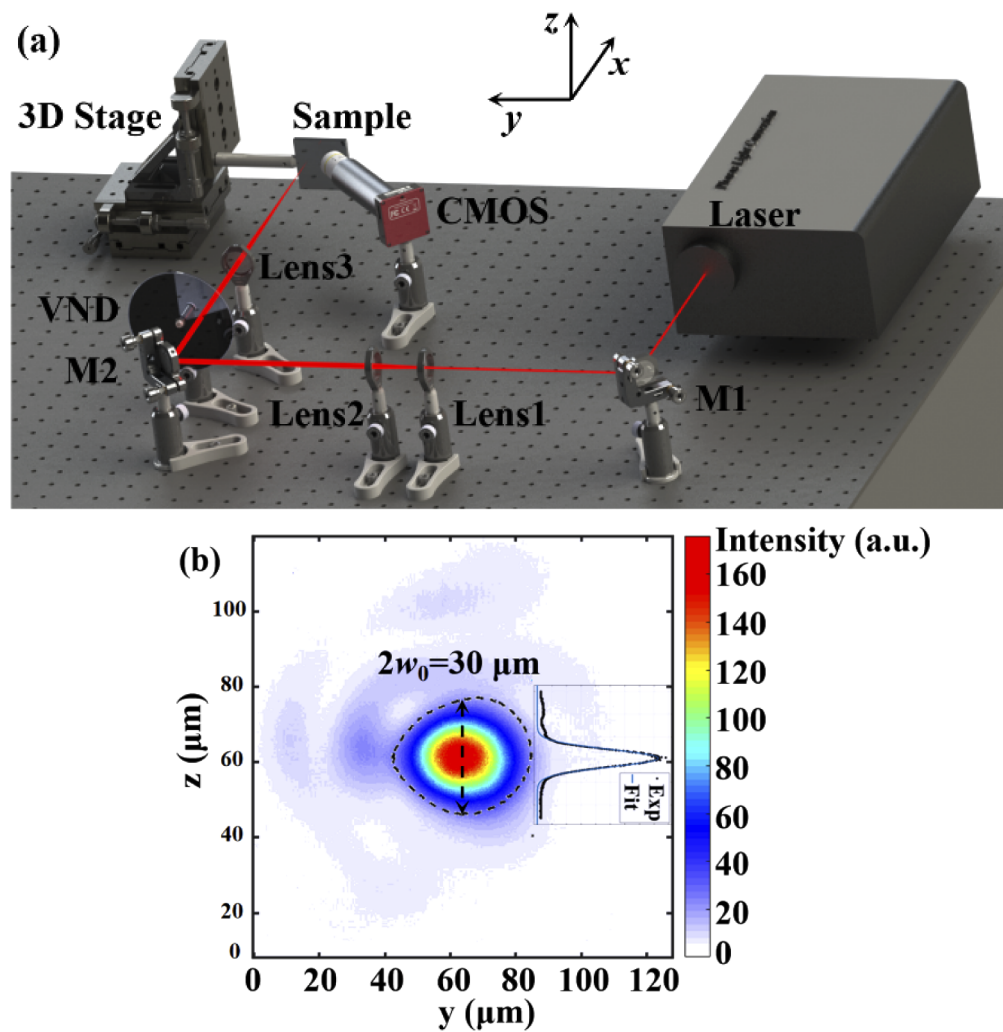 (a)
z
x
y
3D Stage
Sample
CMOS
Laser
Lens3
VND
M2
Lens2
Lens1
M1
(b)
Intensity (a.u.)
2w₀=30 μm
z (μm)
100
80
60
40
20
0
0 20 40 60 80 100 120
y (μm)
· Exp
– Fit
160
140
120
100
80
60
40
20
0